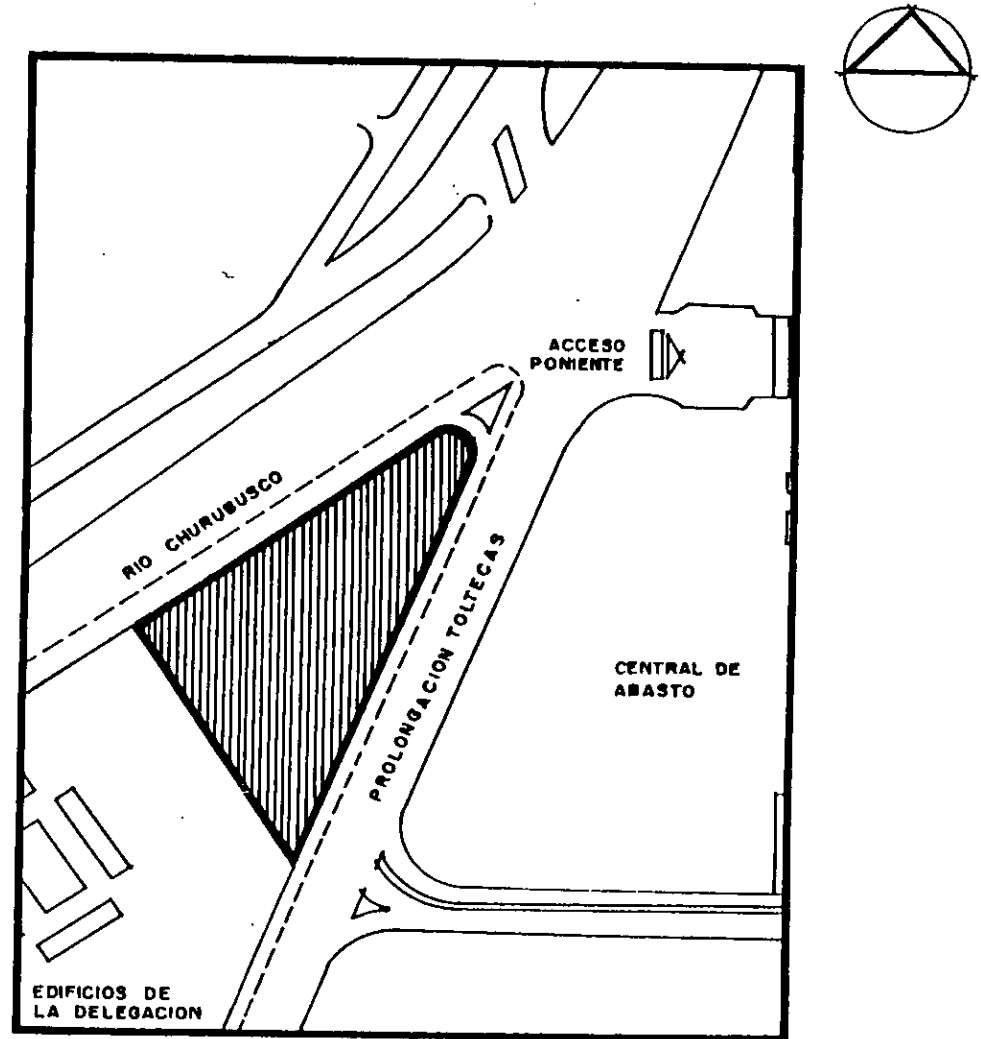 ACCESO
PONIENTE
RIO CHURUBUSCO
PROLONGACION TOLTECAS
CENTRAL DE
ABASTO
EDIFICIOS DE
LA DELEGACION